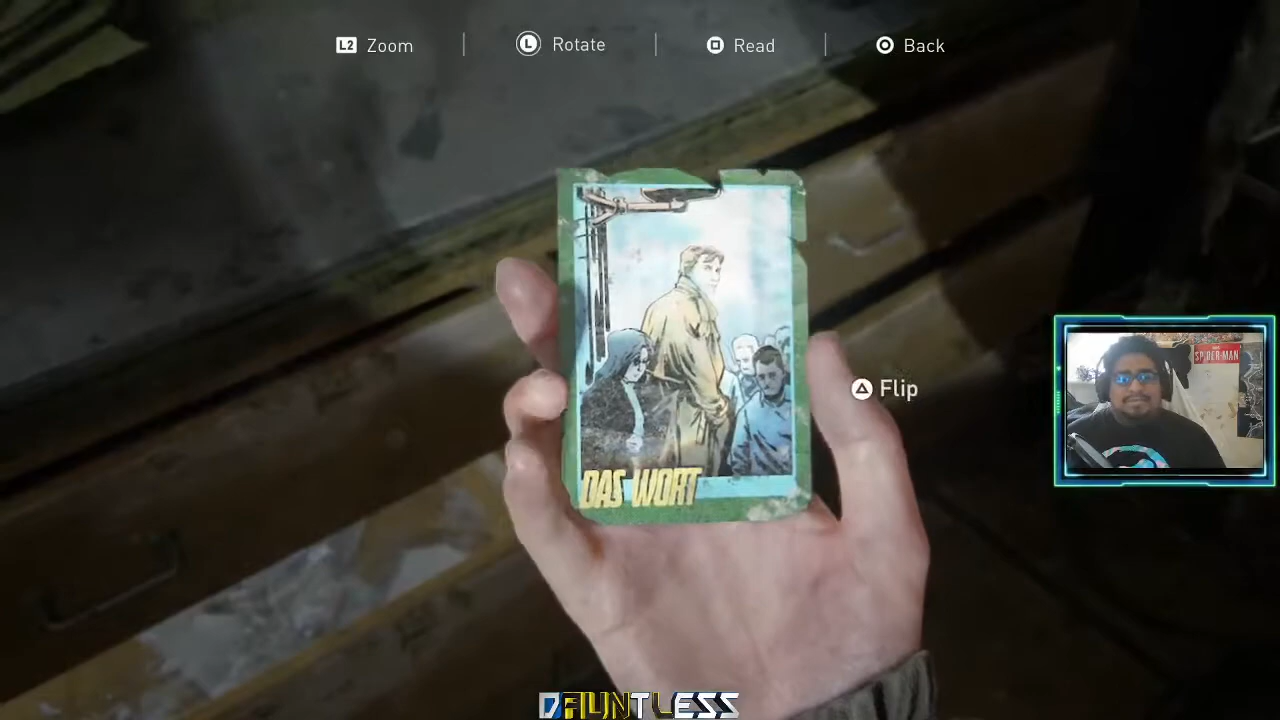 L2 Zoom
L Rotate
Read
Back
Flip
DAS WORT
SPIDER-MAN
DAUNTLESS